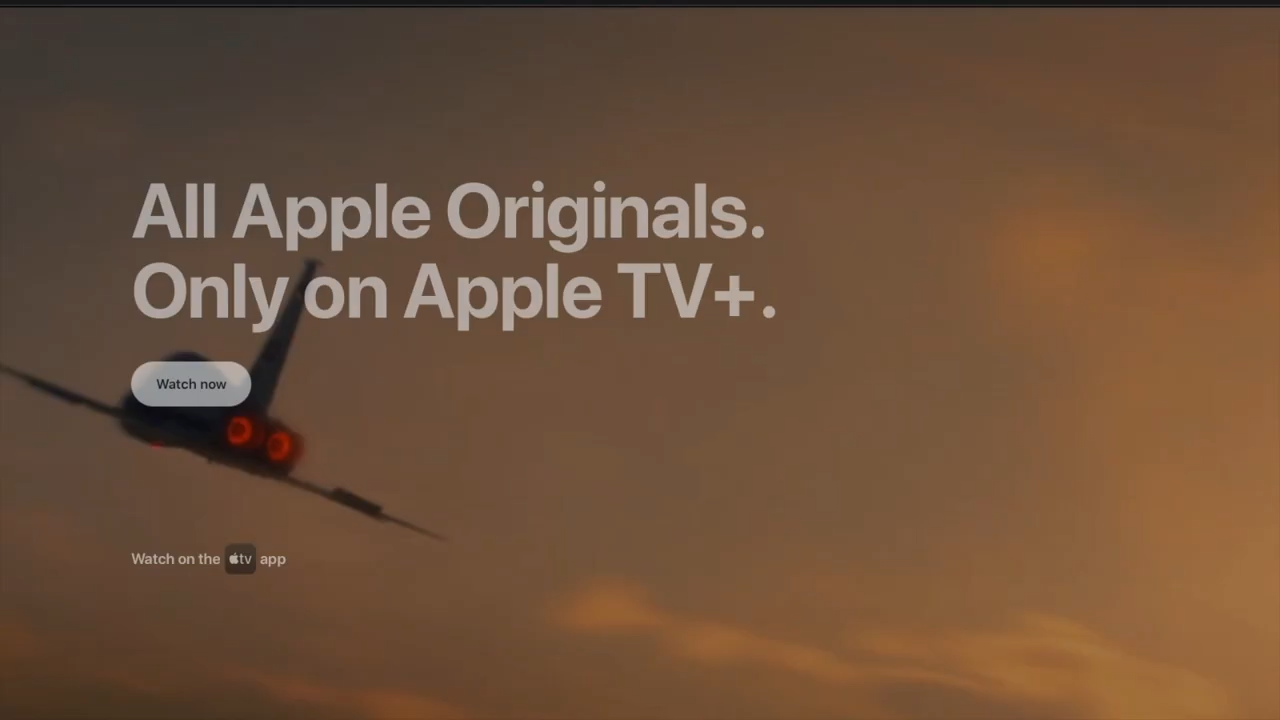 All Apple Originals.
Only on Apple TV+.
Watch now
Watch on the tv app